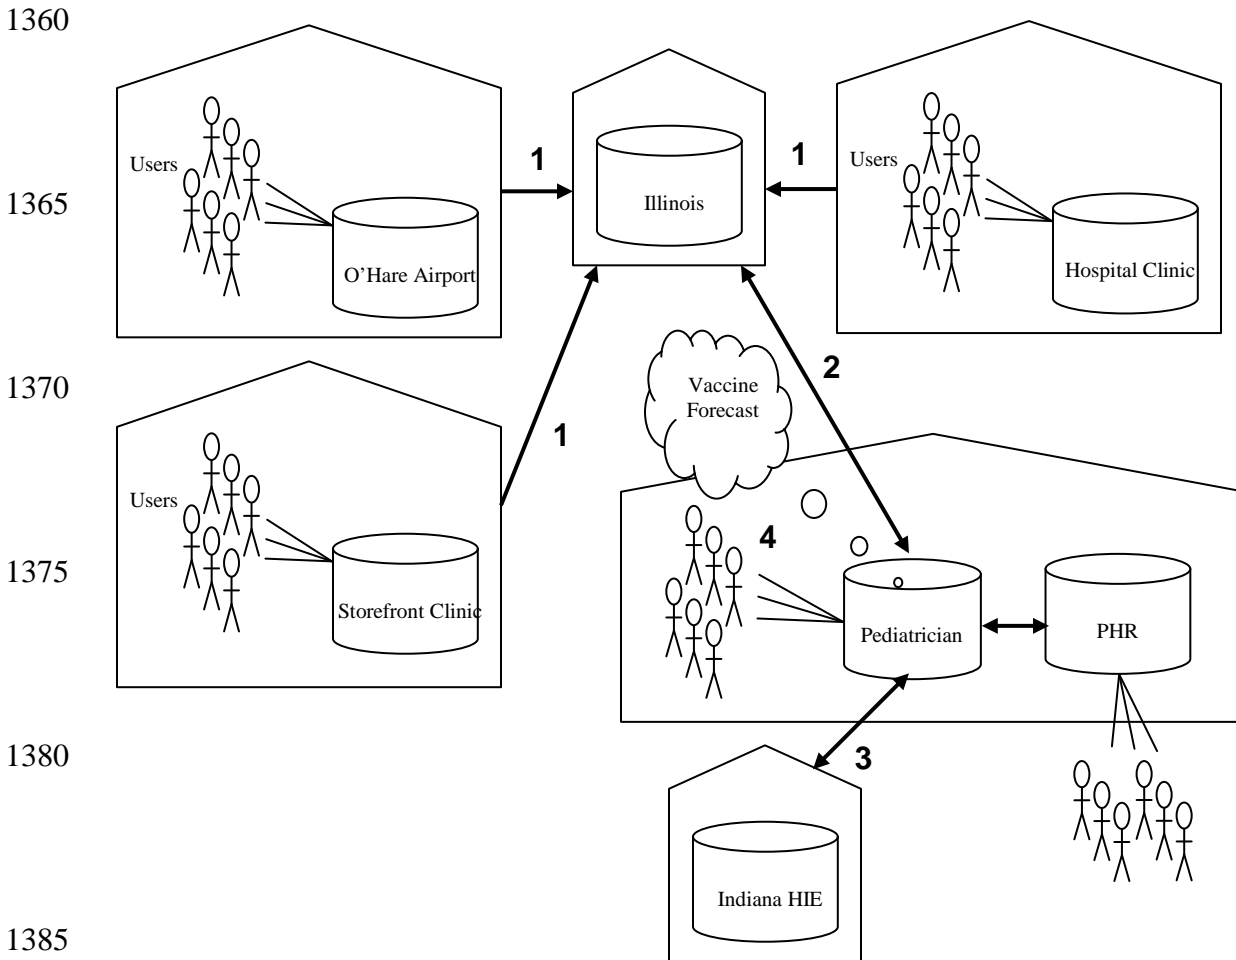 1360
Users
O’Hare Airport
1
Illinois
1
Users
Hospital Clinic
1365
1370
Vaccine
Forecast
2
1
Users
Storefront Clinic
4
1375
Pediatrician
PHR
1380
3
Indiana HIE
1385